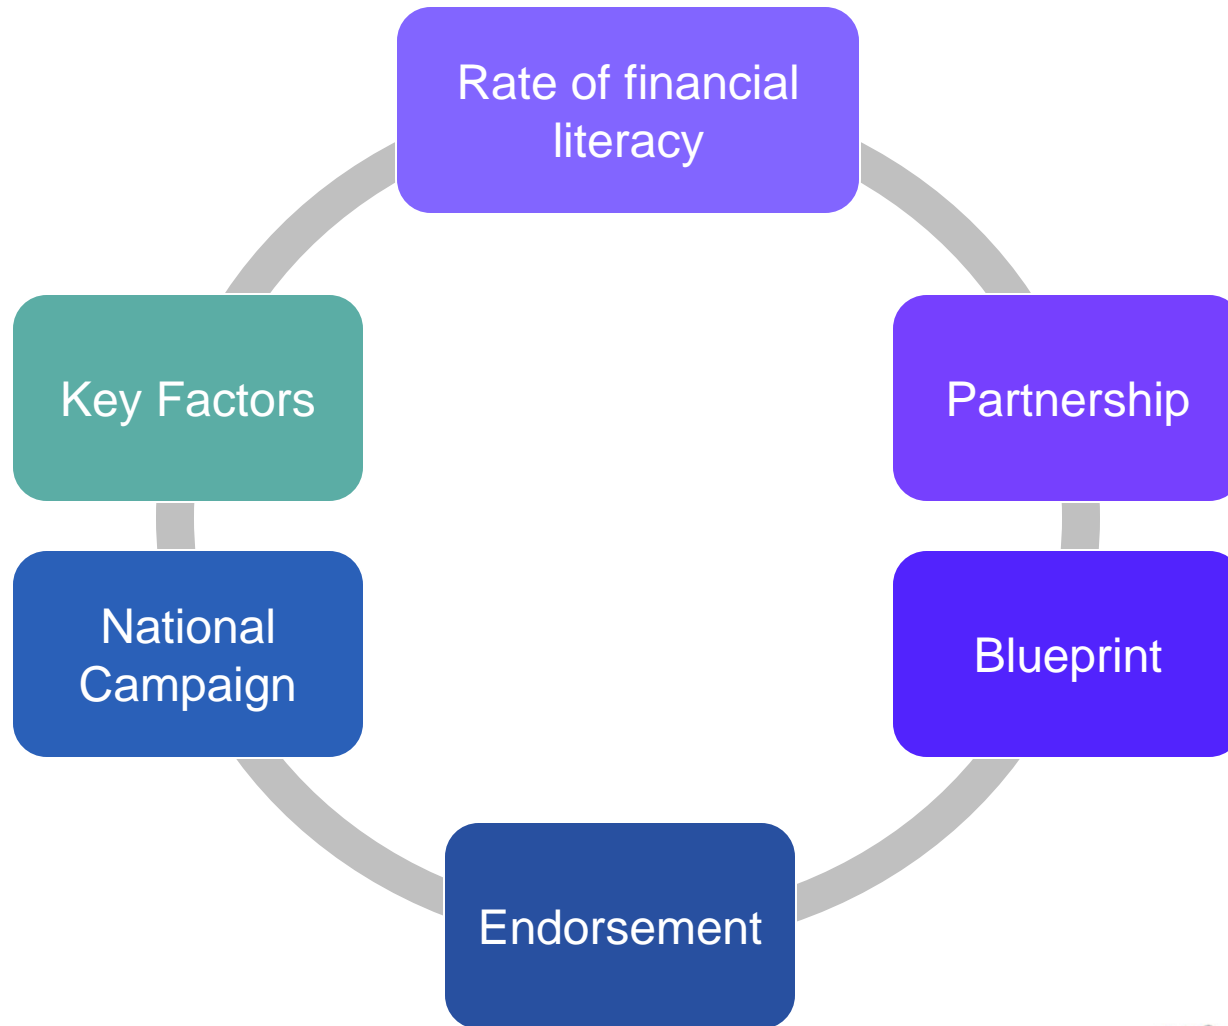 Rate of financial
literacy
Partnership
Blueprint
Endorsement
National
Campaign
Key Factors